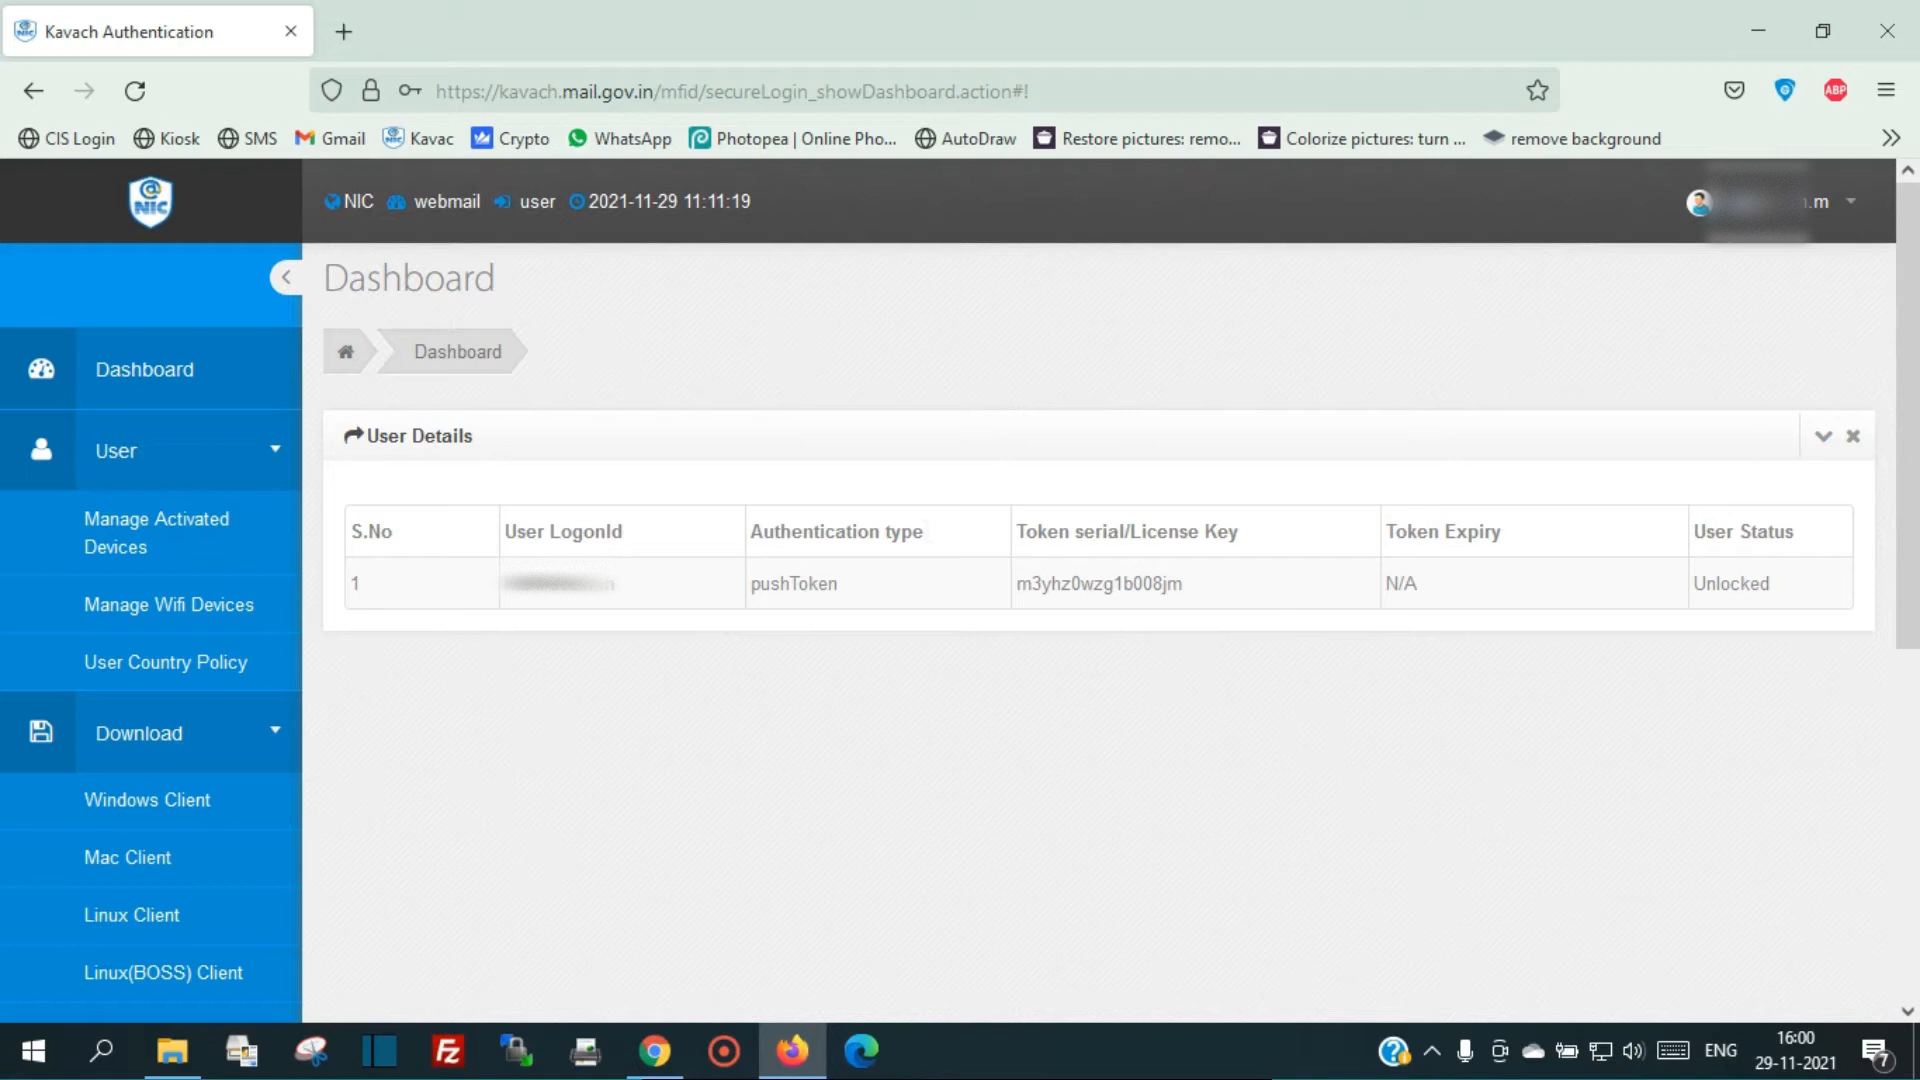 Kavach Authentication
https://kavach.mail.gov.in/mfid/secureLogin_showDashboard.action#!
ABP
CIS Login Kiosk SMS Gmail Kavac Crypto WhatsApp Photopea | Online Pho... AutoDraw Restore pictures: remo... Colorize pictures: turn ... remove background
@
NIC
NIC webmail user 2021-11-29 11:11:19
.m
Dashboard
Dashboard
Dashboard
User
Manage Activated
Devices
Manage Wifi Devices
User Country Policy
Download
Windows Client
Mac Client
Linux Client
Linux(BOSS) Client
User Details
S.No User LogonId Authentication type Token serial/License Key Token Expiry User Status
1 pushToken m3yhz0wzg1b008jm N/A Unlocked
Fz
ENG
16:00
29-11-2021
7